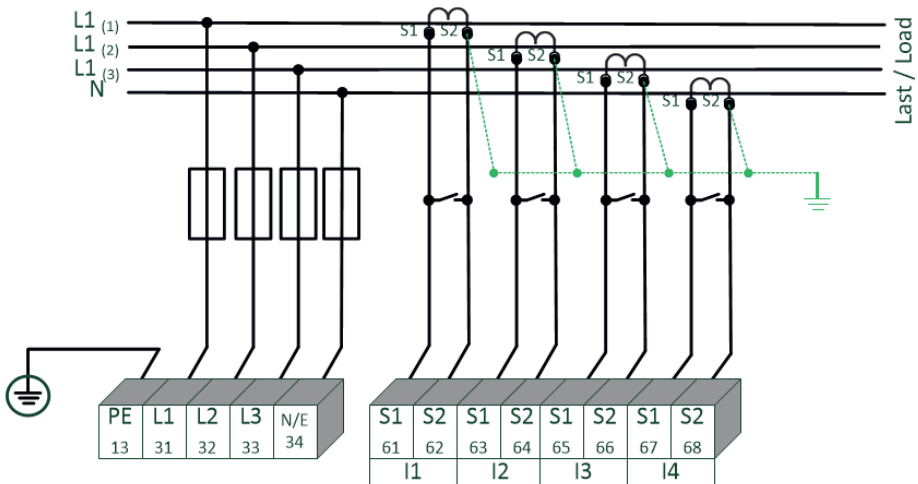 L1 (1)
L1 (2)
L1 (3)
N
S1 S2
S1 S2
S1 S2
S1 S2
Last / Load
PE L1 L2 L3 N/E
13 31 32 33 34
S1 S2 S1 S2 S1 S2 S1 S2
61 62 63 64 65 66 67 68
I1 I2 I3 I4